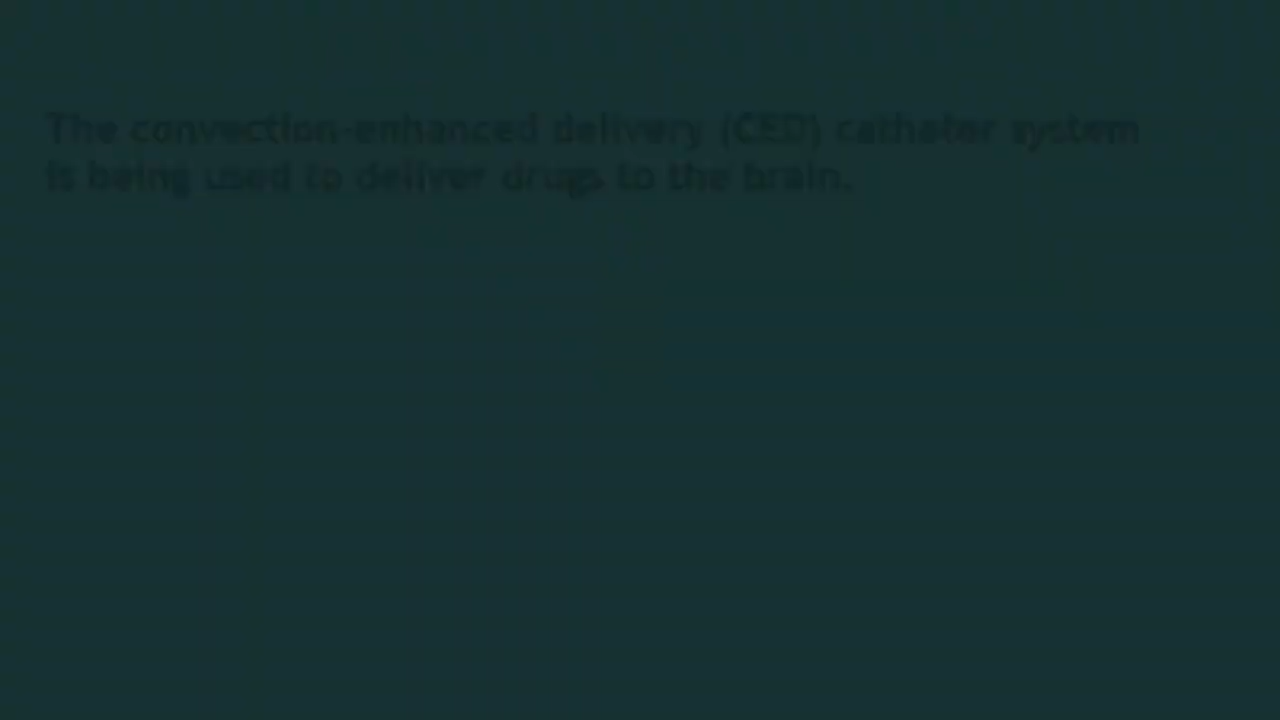 The convection-enhanced delivery (CED) catheter system
is being used to deliver drugs to the brain.